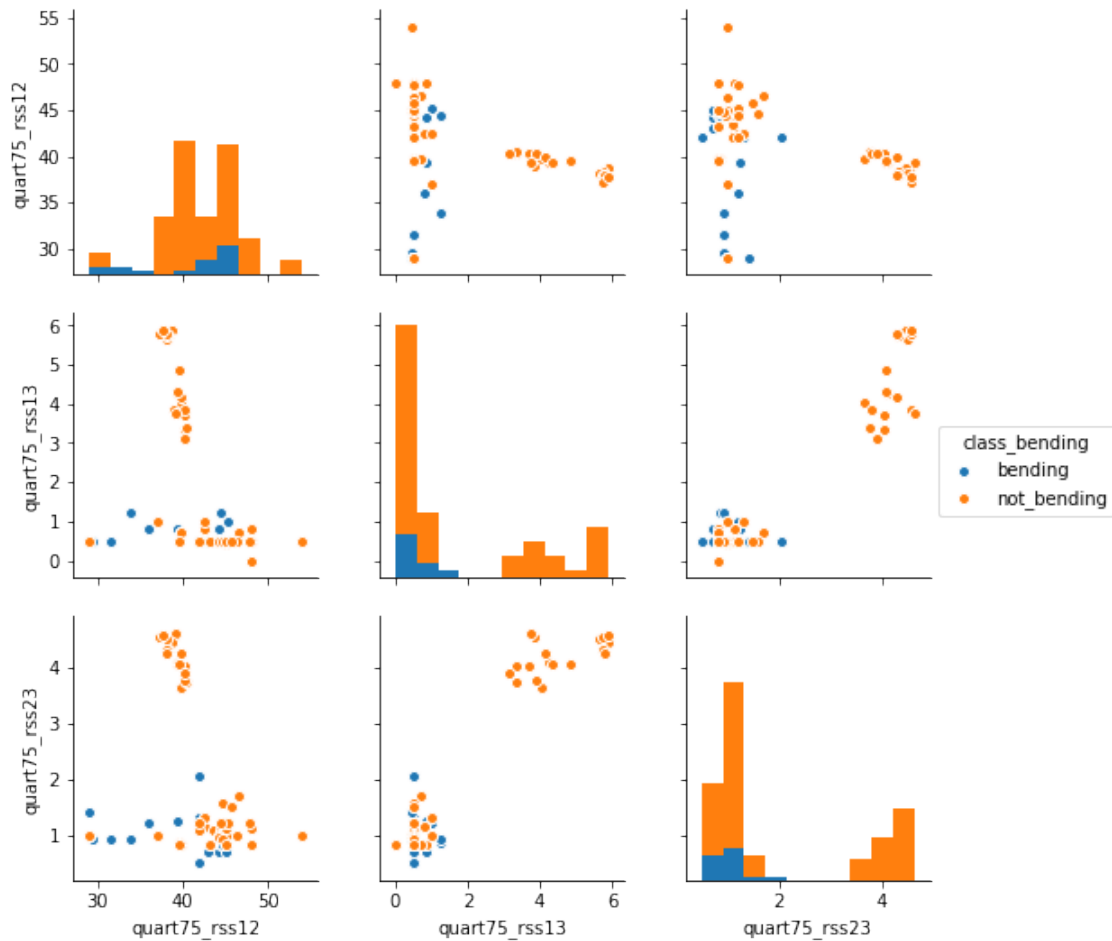 55
50
45
40
35
30
quart75_rss12
6
5
4
3
2
1
0
quart75_rss13
class_bending
bending
not_bending
4
3
2
1
quart75_rss23
30 40 50
0 2 4 6
2 4
quart75_rss12 quart75_rss13 quart75_rss23